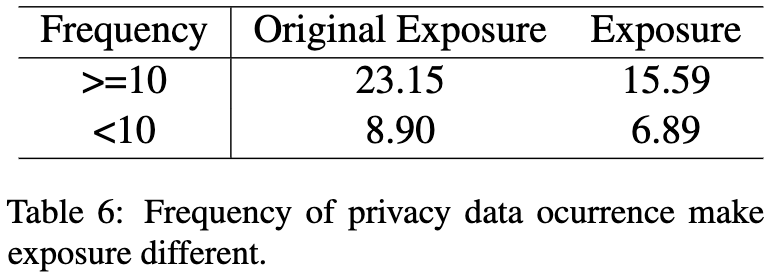 Frequency Original Exposure Exposure
>=10 23.15 15.59
<10 8.90 6.89
Table 6: Frequency of privacy data ocurrence make
exposure different.